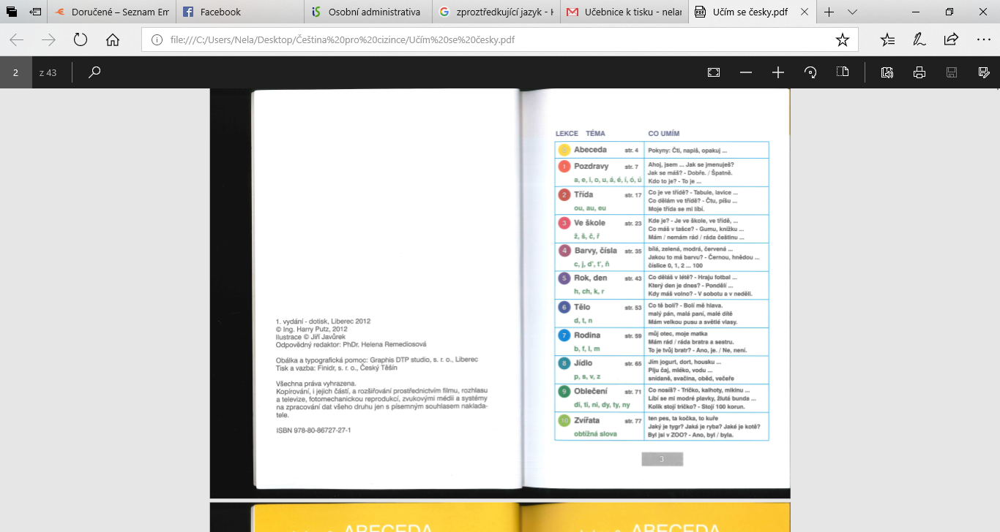 Doručené – Seznam Em
Facebook
Osobní administrativa
zproztředkující jazyk - H
Učebnice k tisku - nelan
Učím se česky.pdf
file:///C:/Users/Nela/Desktop/Čeština%20pro%20cizince/Učím%20se%20česky.pdf
2 z 43
1. vydání - dotisk, Liberec 2012
© Ing. Harry Putz, 2012
Ilustrace © Jiří Javůrek
Odpovědný redaktor: PhDr. Helena Remediosová
Obálka a typografická pomoc: Graphis DTP studio, s. r. o., Liberec
Tisk a vazba: Finidr, s. r. o., Český Těšín
Všechna práva vyhrazena.
Kopírování, i jejich částí, a rozšiřování prostřednictvím filmu, rozhlasu
a televize, fotomechanickou reprodukcí, zvukovými médii a systémy
na zpracování dat všeho druhu jen s písemným souhlasem naklada-
tele.
ISBN 978-80-86727-27-1
LEKCE TÉMA CO UMÍM
Abeceda str. 4 Pokyny: Čti, napiš, opakuj ...
1 Pozdravy str. 7
a, e, i, o, u, á, é, í, ó, ú
Ahoj, jsem ... Jak se jmenuješ?
Jak se máš? - Dobře. / Špatně.
Kdo to je? - To je ...
2 Třída str. 17
ou, au, eu
Co je ve třídě? - Tabule, lavice ...
Co dělám ve třídě? - Čtu, píšu ...
Moje třída se mi líbí.
3 Ve škole str. 23
ž, š, č, ř
Kde je? - Je ve škole, ve třídě, ...
Co máš v tašce? - Gumu, knížku ...
Mám / nemám rád / ráda češtinu ...
4 Barvy, čísla str. 35
c, j, ď, ť, ň
bílá, zelená, modrá, červená ...
Jakou to má barvu? - Černou, hnědou ...
číslice 0, 1, 2 ... 100
5 Rok, den str. 43
h, ch, k, r
Co děláš v létě? - Hraju fotbal ...
Který den je dnes? - Pondělí ...
Kdy máš volno? - V sobotu a v neděli.
6 Tělo str. 53
d, t, n
Co tě bolí? - Bolí mě hlava.
malý pán, malá paní, malé dítě
Mám velkou pusu a světlé vlasy.
7 Rodina str. 59
b, f, l, m
můj otec, moje matka
Mám rád / ráda bratra a sestru.
To je tvůj bratr? - Ano, je. / Ne, není.
8 Jídlo str. 65
p, s, v, z
Jím jogurt, dort, housku ...
Piju čaj, mléko, vodu ...
snídaně, svačina, oběd, večeře
9 Oblečení str. 71
di, ti, ni, dy, ty, ny
Co nosíš? - Tričko, kalhoty, mikinu ...
Líbí se mi modré plavky, žlutá bunda ...
Kolik stojí tričko? - Stojí 100 korun.
10 Zvířata str. 77
obtížná slova
ten pes, ta kočka, to kuře
Jaký je tygr? Jaká je ryba? Jaké je kotě?
Byl jsi v ZOO? - Ano, byl / byla.
3
ABECEDA
ABECEDA